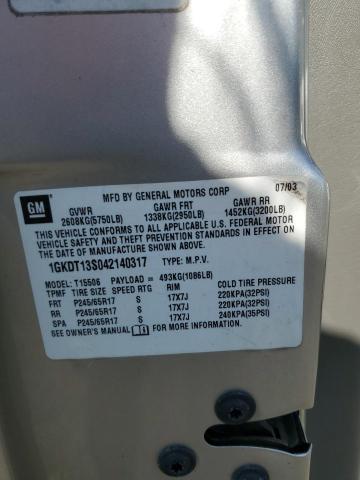 MFD BY GENERAL MOTORS CORP 07/03
GM
GVWR GAWR FRT GAWR RR
2608KG(5750LB) 1338KG(2950LB) 1452KG(3200LB)
THIS VEHICLE CONFORMS TO ALL APPLICABLE U.S. FEDERAL MOTOR
VEHICLE SAFETY STANDARDS IN EFFECT ON
THE DATE OF MANUFACTURE SHOWN ABOVE.
1GKDT13S042140317 TYPE: M.P.V.
MODEL: T15506 PAYLOAD = 493KG(1086LB)
TPMF TIRE SIZE SPEED RTG RIM COLD TIRE PRESSURE
FRT P245/65R17 S 17X7J 220KPA(32PSI)
RR P245/65R17 S 17X7J 220KPA(32PSI)
SPA P245/65R17 S 17X7J 240KPA(35PSI)
SEE OWNER'S MANUAL FOR ADDITIONAL INFORMATION.